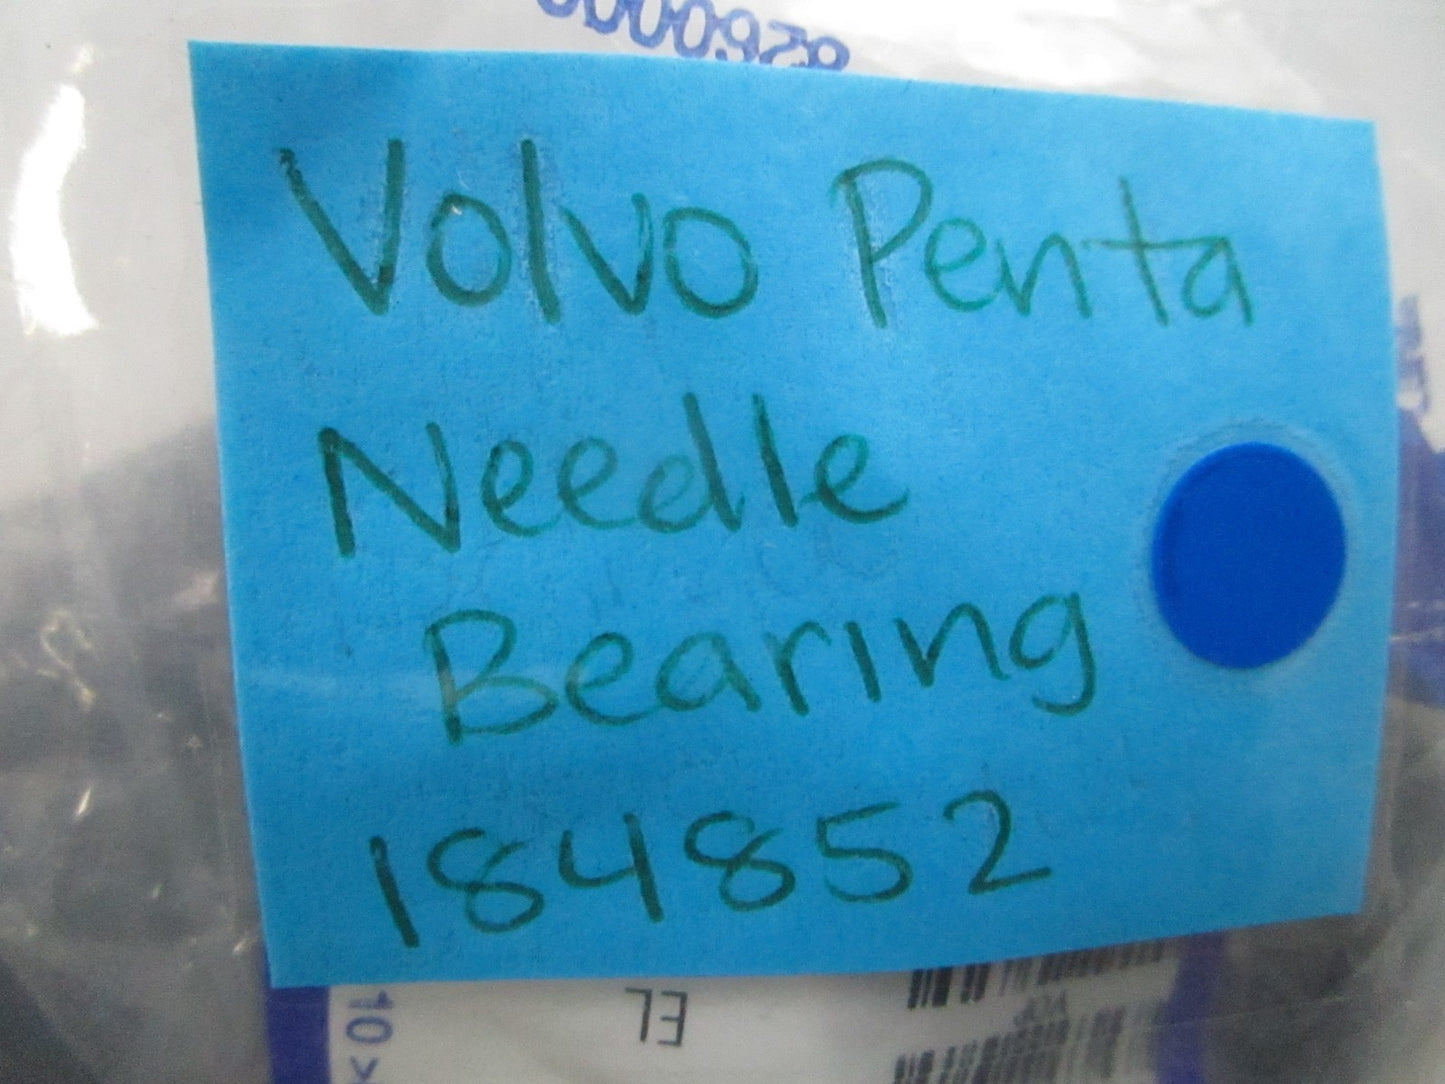 Volvo Penta
Needle
Bearing
184852